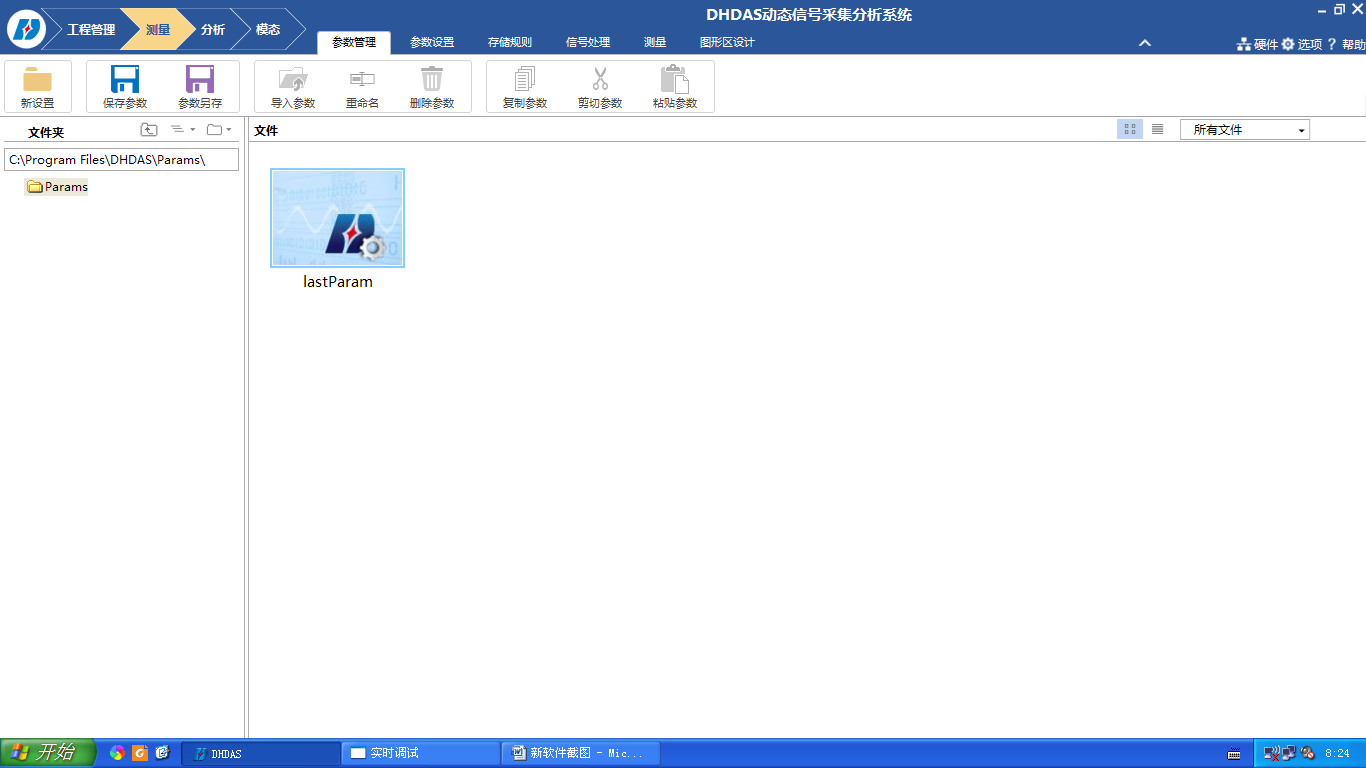 DHDAS动态信号采集分析系统
工程管理 测量 分析 模态
参数管理 参数设置 存储规则 信号处理 测量 图形区设计
硬件 选项 ? 帮助
新设置 保存参数 参数另存 导入参数 重命名 删除参数 复制参数 剪切参数 粘贴参数
文件夹
文件
所有文件
C:\Program Files\DHDAS\Params\
Params
lastParam
开始
DHDAS
实时调试
新软件截图 - Mic...
8:24